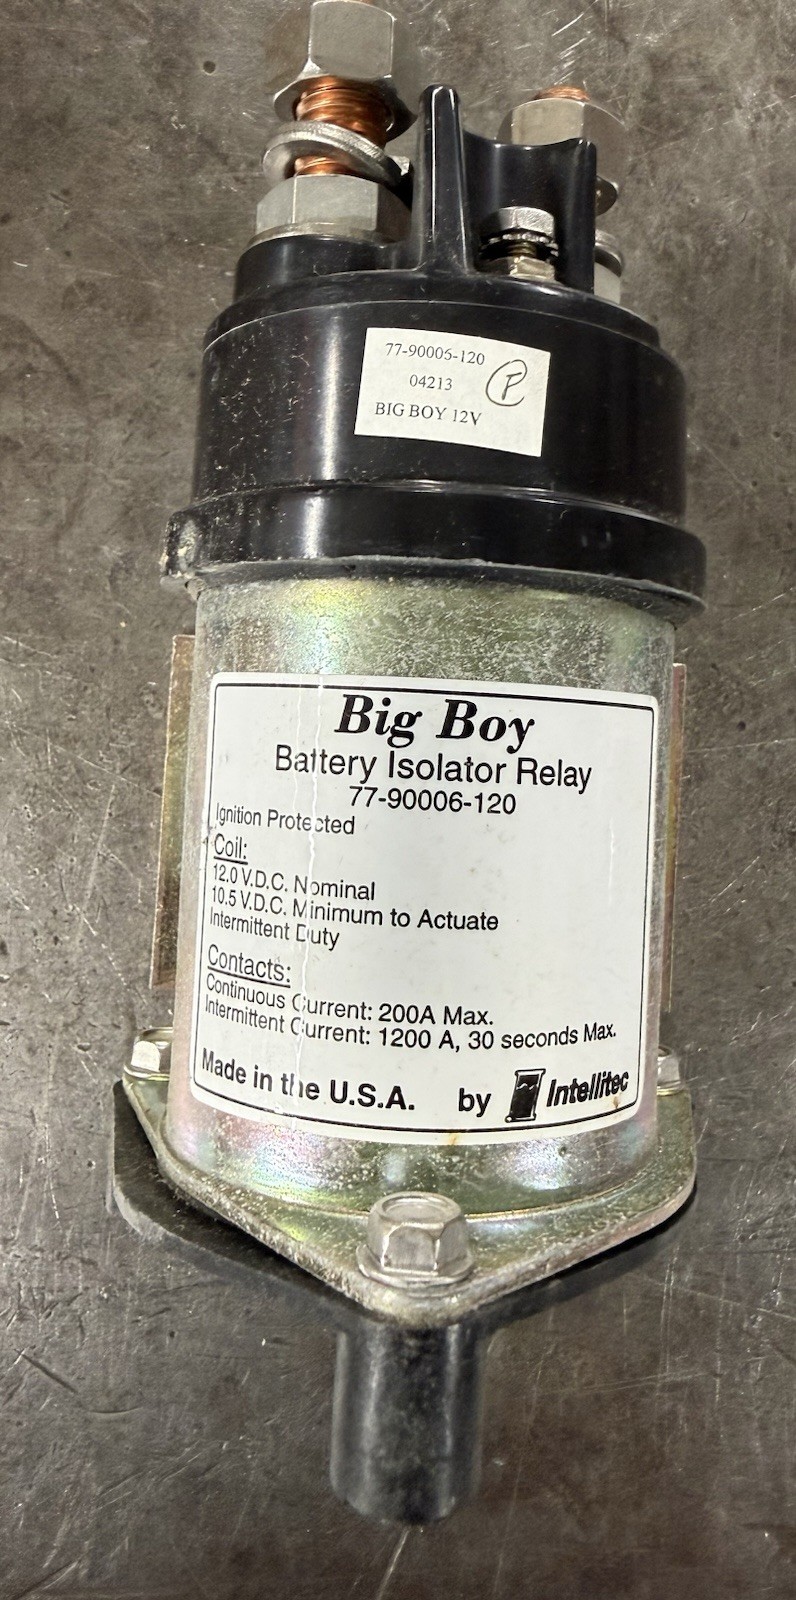 77-90006-120
04213
P
BIG BOY 12V
Big Boy
Battery Isolator Relay
77-90006-120
Ignition Protected
Coil:
12.0 V.D.C. Nominal
10.5 V.D.C. Minimum to Actuate
Intermittent Duty
Contacts:
Continuous Current: 200A Max.
Intermittent Current: 1200 A, 30 seconds Max.
Made in the U.S.A. by Intellitec